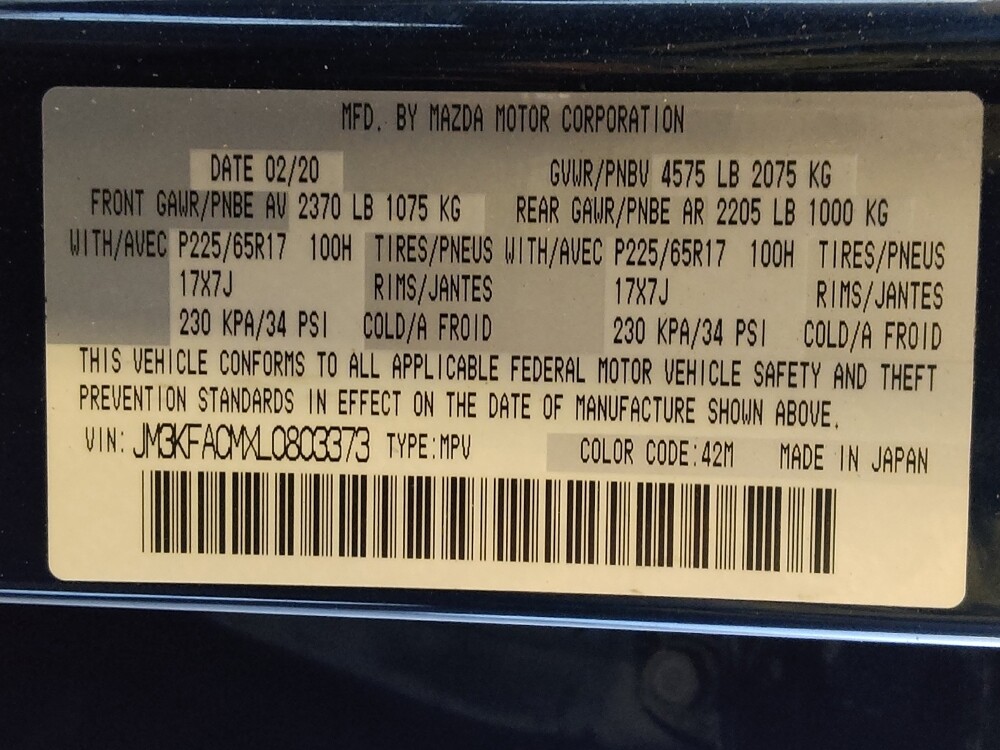 MFD. BY MAZDA MOTOR CORPORATION
DATE 02/20 GVWR/PNBV 4575 LB 2075 KG
FRONT GAWR/PNBE AV 2370 LB 1075 KG REAR GAWR/PNBE AR 2205 LB 1000 KG
WITH/AVEC P225/65R17 100H TIRES/PNEUS WITH/AVEC P225/65R17 100H TIRES/PNEUS
17X7J RIMS/JANTES 17X7J RIMS/JANTES
230 KPA/34 PSI COLD/A FROID 230 KPA/34 PSI COLD/A FROID
THIS VEHICLE CONFORMS TO ALL APPLICABLE FEDERAL MOTOR VEHICLE SAFETY AND THEFT
PREVENTION STANDARDS IN EFFECT ON THE DATE OF MANUFACTURE SHOWN ABOVE.
VIN: JM3KFACMXL0803373 TYPE:MPV COLOR CODE:42M MADE IN JAPAN